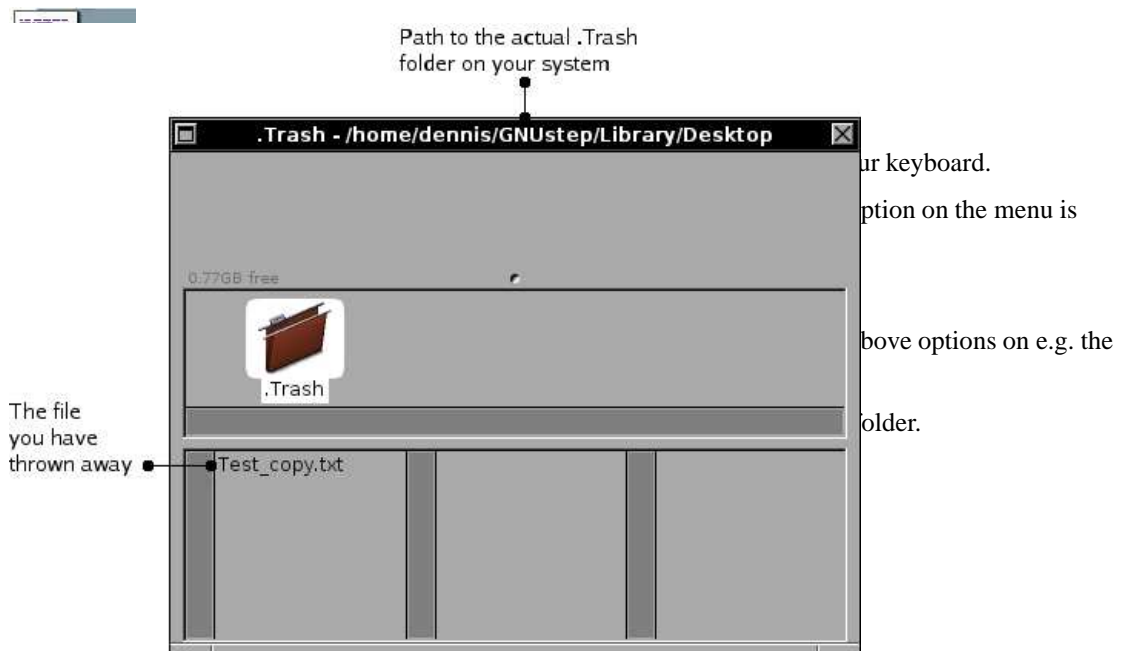 Path to the actual .Trash
folder on your system
.Trash - /home/dennis/GNUstep/Library/Desktop
ur keyboard.
ption on the menu is
0.77GB free
bove options on e.g. the
.Trash
The file
you have
thrown away
older.
Test_copy.txt